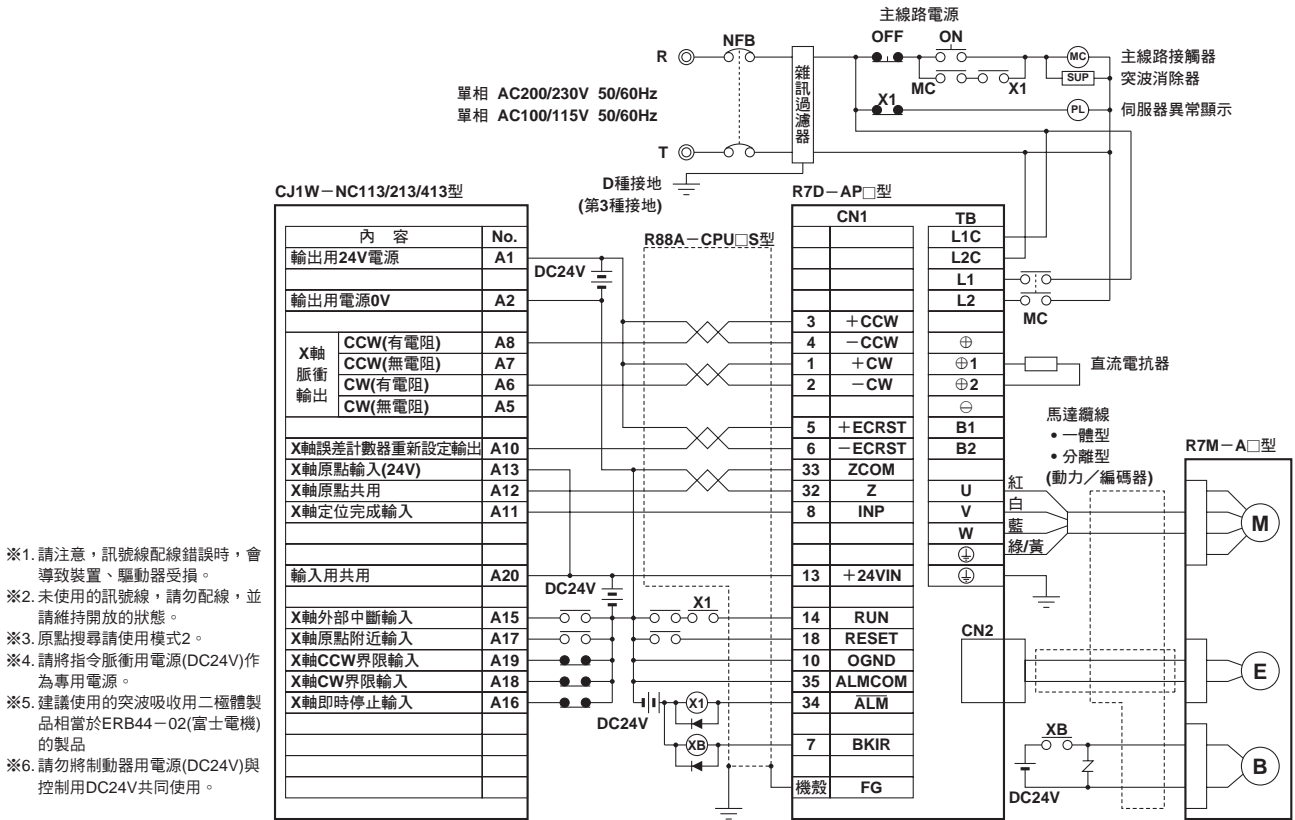 主線路電源
OFF ON
NFB
R
MC
主線路接觸器
SUP
突波消除器
MC X1
雜訊過濾器
單相 AC200/230V 50/60Hz
單相 AC100/115V 50/60Hz
X1
PL
伺服器異常顯示
T
D種接地
(第3種接地)
CJ1W－NC113/213/413型
R7D－AP□型
R88A－CPU□S型
內 容 No.
輸出用24V電源 A1
輸出用電源0V A2
X軸脈衝輸出
CCW(有電阻) A8
CCW(無電阻) A7
CW(有電阻) A6
CW(無電阻) A5
X軸誤差計數器重新設定輸出 A10
X軸原點輸入(24V) A13
X軸原點共用 A12
X軸定位完成輸入 A11
輸入用共用 A20
X軸外部中斷輸入 A15
X軸原點附近輸入 A17
X軸CCW界限輸入 A19
X軸CW界限輸入 A18
X軸即時停止輸入 A16
DC24V
DC24V
X1
DC24V
X1
XB
CN1
3 ＋CCW
4 －CCW
1 ＋CW
2 －CW
5 ＋ECRST
6 －ECRST
33 ZCOM
32 Z
8 INP
13 ＋24VIN
14 RUN
18 RESET
10 OGND
35 ALMCOM
34 ALM
7 BKIR
機殼 FG
TB
L1C
L2C
L1
L2
⊕
⊕1
⊕2
⊖
B1
B2
U
V
W
MC
直流電抗器
馬達纜線
• 一體型
• 分離型
(動力／編碼器)
紅
白
藍
綠/黃
CN2
XB
DC24V
R7M－A□型
M
E
B
※1. 請注意，訊號線配線錯誤時，會
導致裝置、驅動器受損。
※2. 未使用的訊號線，請勿配線，並
請維持開放的狀態。
※3. 原點搜尋請使用模式2。
※4. 請將指令脈衝用電源(DC24V)作
為專用電源。
※5. 建議使用的突波吸收用二極體製
品相當於ERB44－02(富士電機)
的製品
※6. 請勿將制動器用電源(DC24V)與
控制用DC24V共同使用。